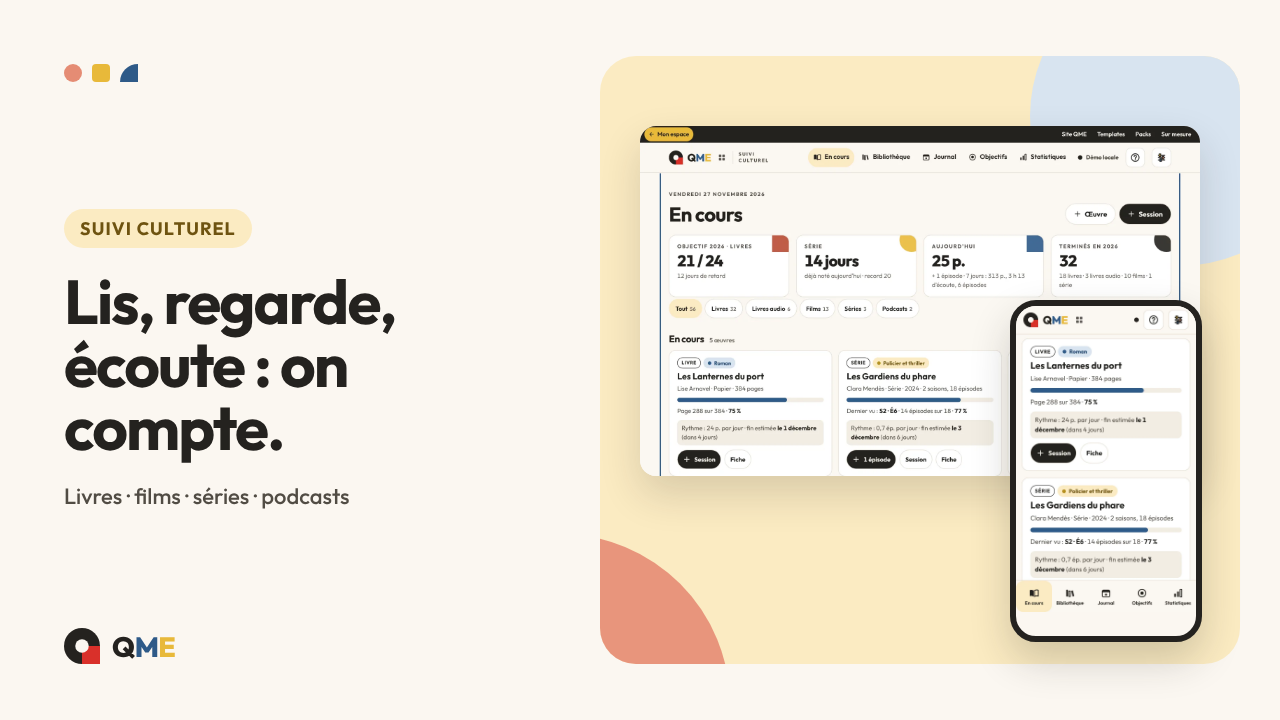 SUIVI CULTUREL
Lis, regarde,
écoute : on
compte.
Livres · films · séries · podcasts
QME
← Mon espace
Site QME Templates Packs Sur mesure
QME SUIVI CULTUREL
En cours Bibliothèque Journal Objectifs Statistiques Démo locale
VENDREDI 27 NOVEMBRE 2026
En cours
+ Œuvre + Session
OBJECTIF 2026 · LIVRES
21 / 24
12 jours de retard
SÉRIE
14 jours
déjà noté aujourd'hui · record 20
AUJOURD'HUI
25 p.
+ 1 épisode · 7 jours : 313 p., 3 h 13
d'écoute, 6 épisodes
TERMINÉS EN 2026
32
18 livres · 3 livres audio · 10 films · 1
série
Tout 56 Livres 32 Livres audio 6 Films 13 Séries 3 Podcasts 2
En cours 5 œuvres
LIVRE Roman
Les Lanternes du port
Lise Arnavel · Papier · 384 pages
Page 288 sur 384 · 75 %
Rythme : 24 p. par jour · fin estimée le 1 décembre
(dans 4 jours)
+ Session Fiche
SÉRIE Policier et thriller
Les Gardiens du phare
Clara Mendès · Série · 2024 · 2 saisons, 18 épisodes
Dernier vu : S2 · É6 · 14 épisodes sur 18 · 77 %
Rythme : 0,7 ép. par jour · fin estimée le 3
décembre (dans 6 jours)
+ 1 épisode Session Fiche
QME
LIVRE Roman
Les Lanternes du port
Lise Arnavel · Papier · 384 pages
Page 288 sur 384 · 75 %
Rythme : 24 p. par jour · fin estimée le 1
décembre (dans 4 jours)
+ Session Fiche
SÉRIE Policier et thriller
Les Gardiens du phare
Clara Mendès · Série · 2024 · 2 saisons, 18 épisodes
Dernier vu : S2 · É6 · 14 épisodes sur 18 · 77 %
Rythme : 0,7 ép. par jour · fin estimée le 3
décembre (dans 6 jours)
En cours Bibliothèque Journal Objectifs Statistiques